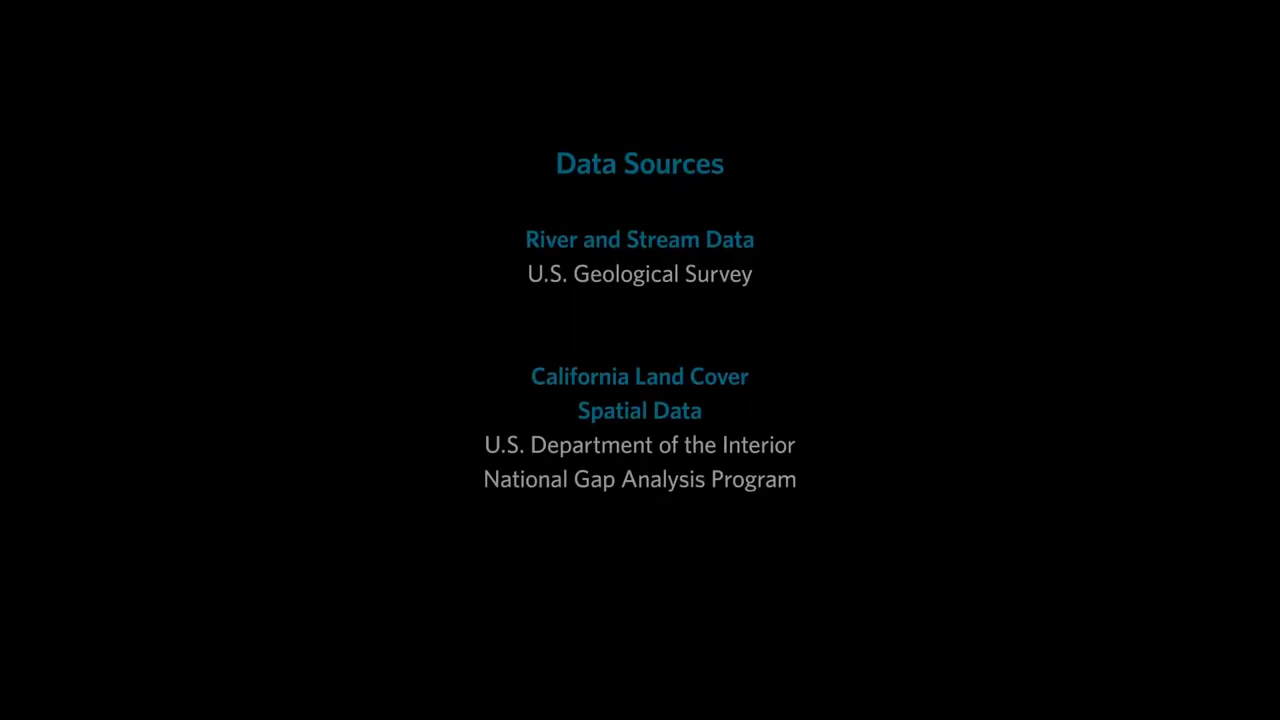 Data Sources
River and Stream Data
U.S. Geological Survey
California Land Cover
Spatial Data
U.S. Department of the Interior
National Gap Analysis Program